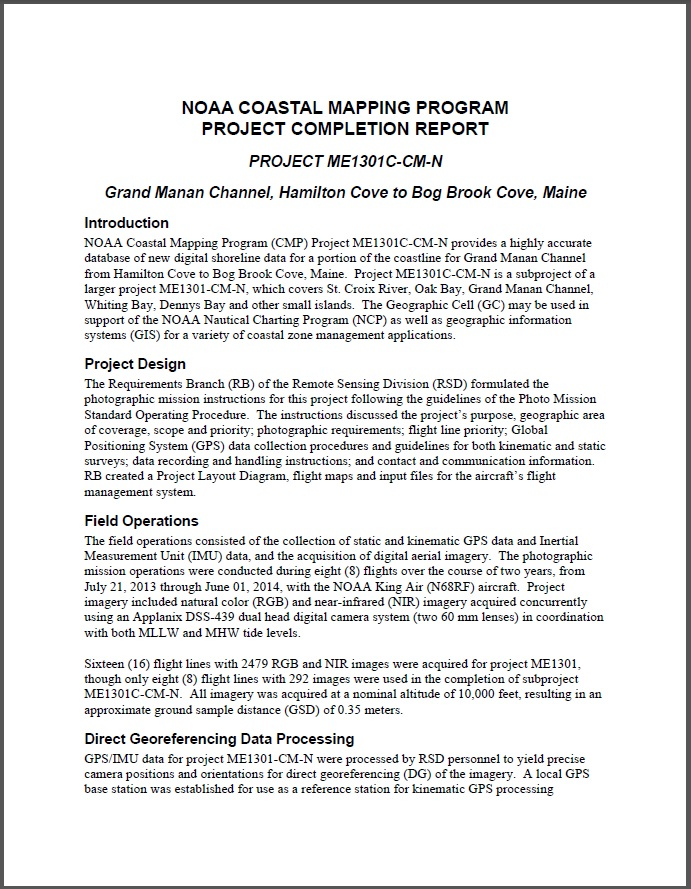 NOAA COASTAL MAPPING PROGRAM
PROJECT COMPLETION REPORT
PROJECT ME1301C-CM-N
Grand Manan Channel, Hamilton Cove to Bog Brook Cove, Maine
Introduction
NOAA Coastal Mapping Program (CMP) Project ME1301C-CM-N provides a highly accurate
database of new digital shoreline data for a portion of the coastline for Grand Manan Channel
from Hamilton Cove to Bog Brook Cove, Maine.  Project ME1301C-CM-N is a subproject of a
larger project ME1301-CM-N, which covers St. Croix River, Oak Bay, Grand Manan Channel,
Whiting Bay, Dennys Bay and other small islands.  The Geographic Cell (GC) may be used in
support of the NOAA Nautical Charting Program (NCP) as well as geographic information
systems (GIS) for a variety of coastal zone management applications.
Project Design
The Requirements Branch (RB) of the Remote Sensing Division (RSD) formulated the
photographic mission instructions for this project following the guidelines of the Photo Mission
Standard Operating Procedure.  The instructions discussed the project's purpose, geographic area
of coverage, scope and priority; photographic requirements; flight line priority; Global
Positioning System (GPS) data collection procedures and guidelines for both kinematic and static
surveys; data recording and handling instructions; and contact and communication information.
RB created a Project Layout Diagram, flight maps and input files for the aircraft's flight
management system.
Field Operations
The field operations consisted of the collection of static and kinematic GPS data and Inertial
Measurement Unit (IMU) data, and the acquisition of digital aerial imagery.  The photographic
mission operations were conducted during eight (8) flights over the course of two years, from
July 21, 2013 through June 01, 2014, with the NOAA King Air (N68RF) aircraft.  Project
imagery included natural color (RGB) and near-infrared (NIR) imagery acquired concurrently
using an Applanix DSS-439 dual head digital camera system (two 60 mm lenses) in coordination
with both MLLW and MHW tide levels.
Sixteen (16) flight lines with 2479 RGB and NIR images were acquired for project ME1301,
though only eight (8) flight lines with 292 images were used in the completion of subproject
ME1301C-CM-N.  All imagery was acquired at a nominal altitude of 10,000 feet, resulting in an
approximate ground sample distance (GSD) of 0.35 meters.
Direct Georeferencing Data Processing
GPS/IMU data for project ME1301-CM-N were processed by RSD personnel to yield precise
camera positions and orientations for direct georeferencing (DG) of the imagery.  A local GPS
base station was established for use as a reference station for kinematic GPS processing